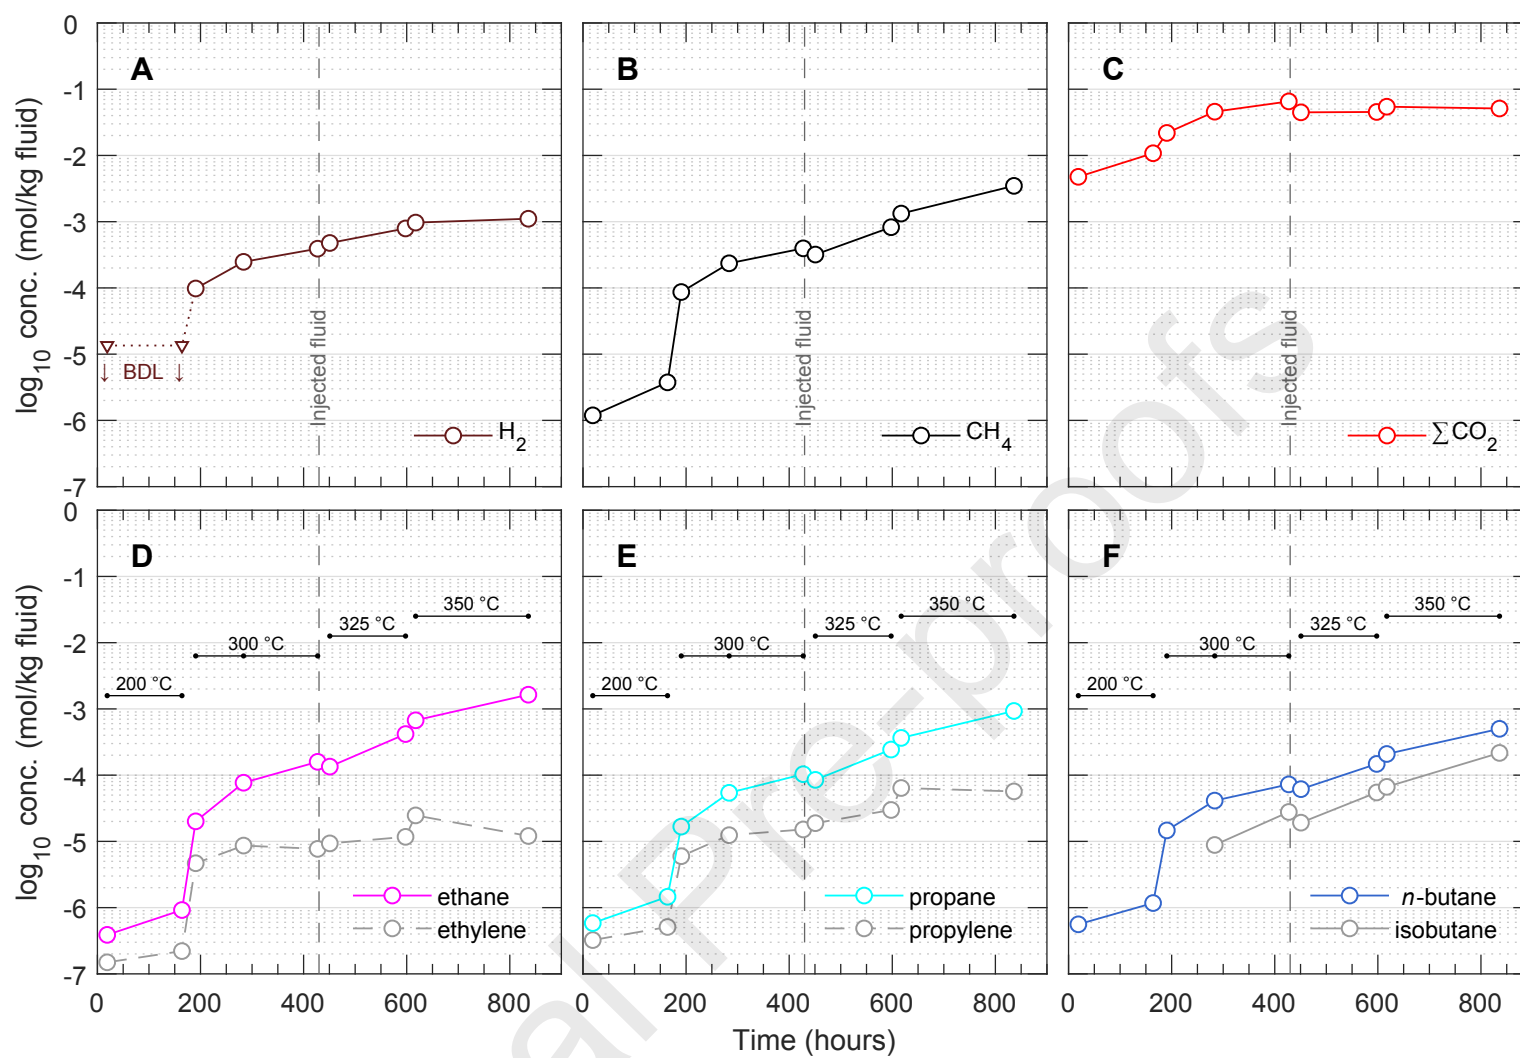 0
-1
-2
-3
-4
-5
-6
-7
log10 conc. (mol/kg fluid)
A
Injected fluid
↓ BDL ↓
H2
B
Injected fluid
CH4
C
Injected fluid
∑CO2
0
-1
-2
-3
-4
-5
-6
-7
log10 conc. (mol/kg fluid)
D
200 °C
300 °C
325 °C
350 °C
ethane
ethylene
0 200 400 600 800
E
200 °C
300 °C
325 °C
350 °C
propane
propylene
0 200 400 600 800
F
200 °C
300 °C
325 °C
350 °C
n-butane
isobutane
0 200 400 600 800
Time (hours)
al Pre-proofs